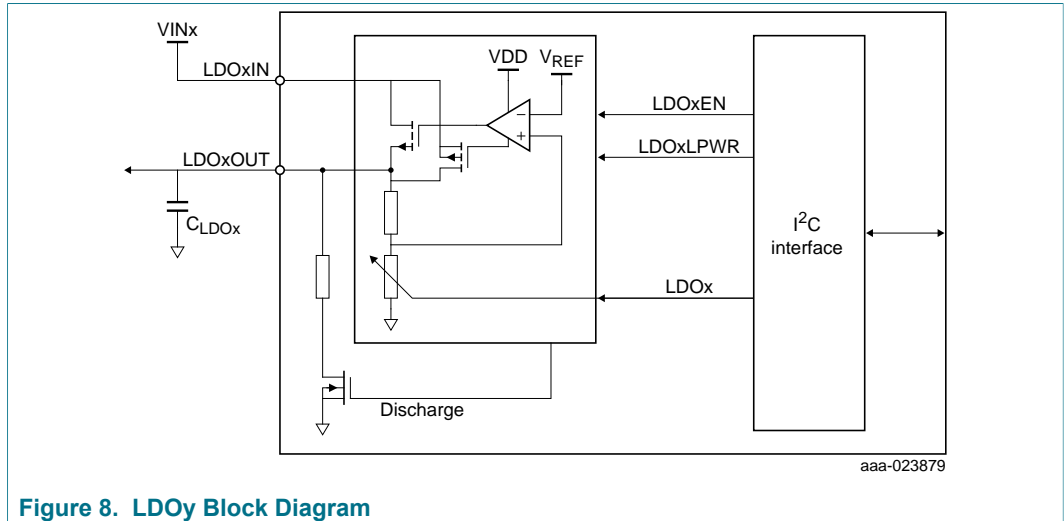 VINx
LDOxIN
VDD
VREF
−
+
LDOxEN
LDOxLPWR
LDOxOUT
CLDOx
I2C
interface
LDOx
Discharge
aaa-023879
Figure 8. LDOy Block Diagram